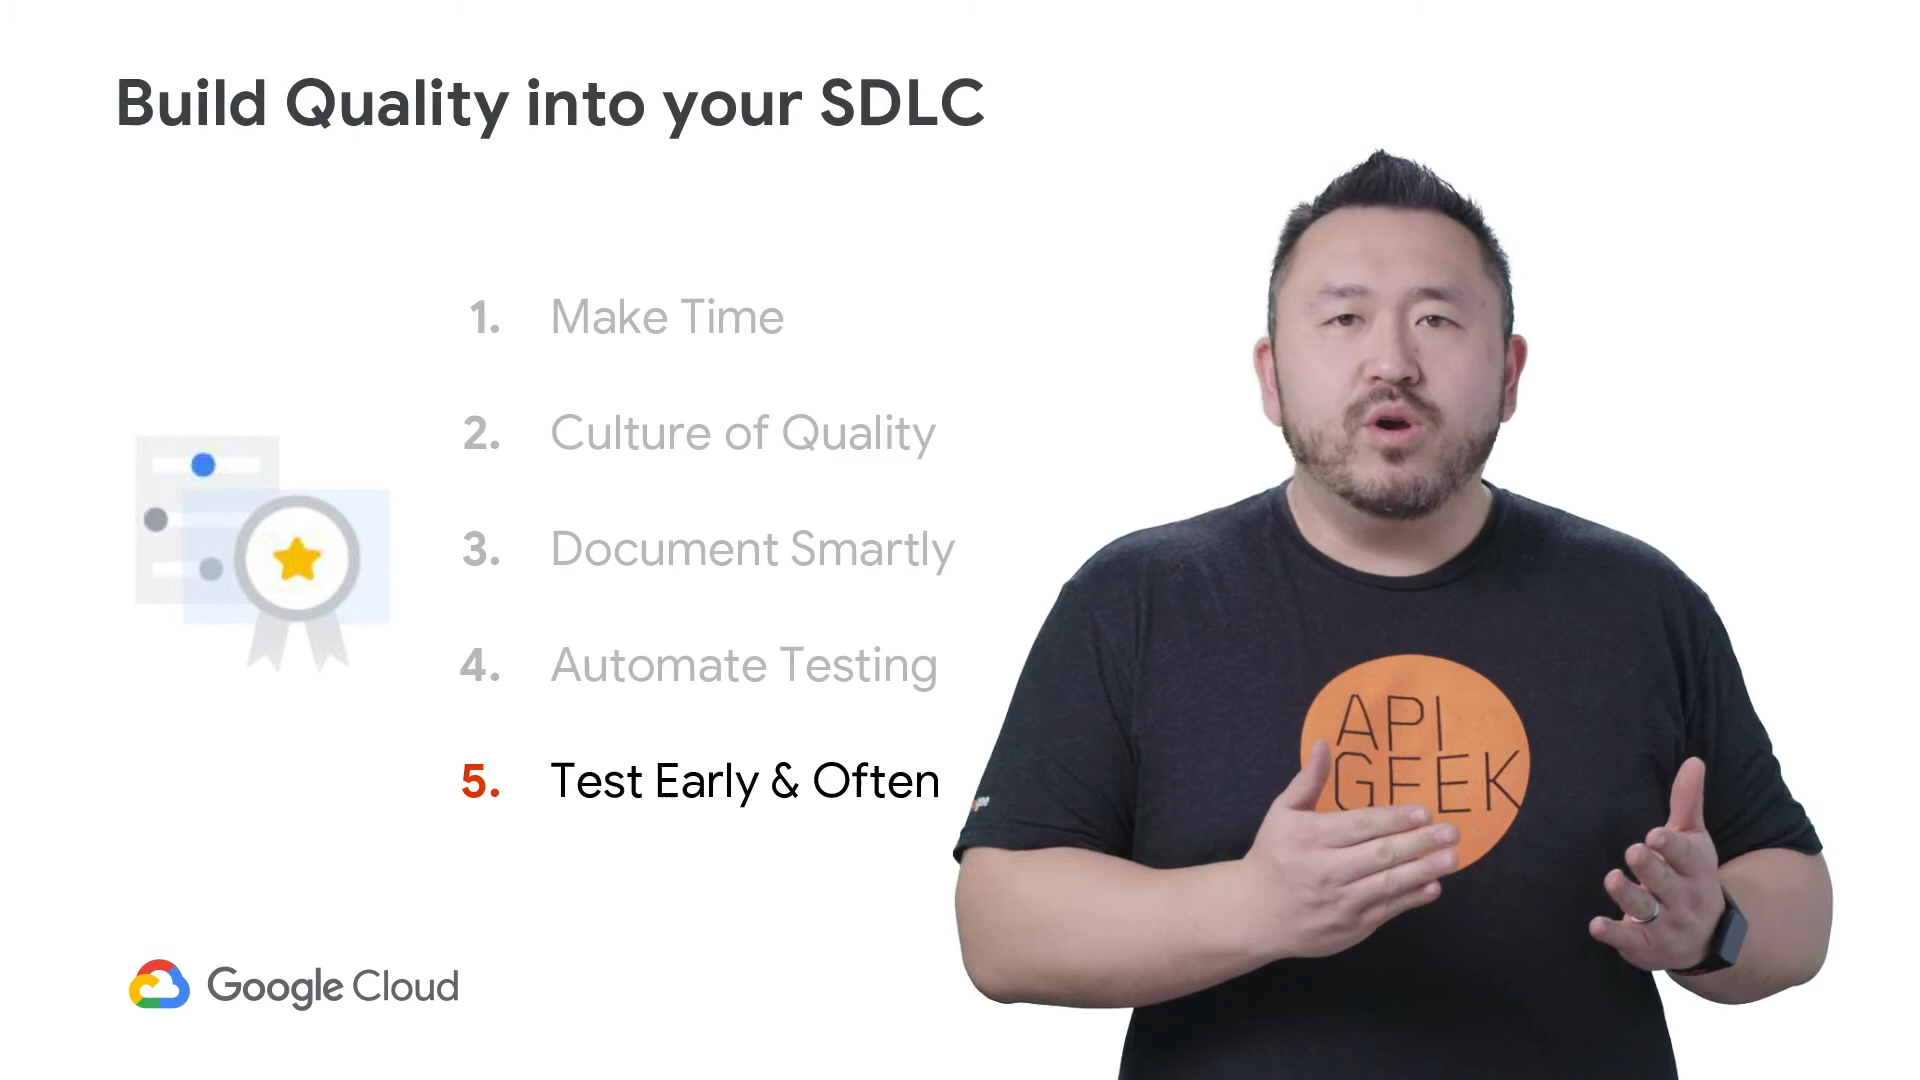 Build Quality into your SDLC
1. Make Time
2. Culture of Quality
3. Document Smartly
4. Automate Testing
5. Test Early & Often
API
GEEK
Google Cloud